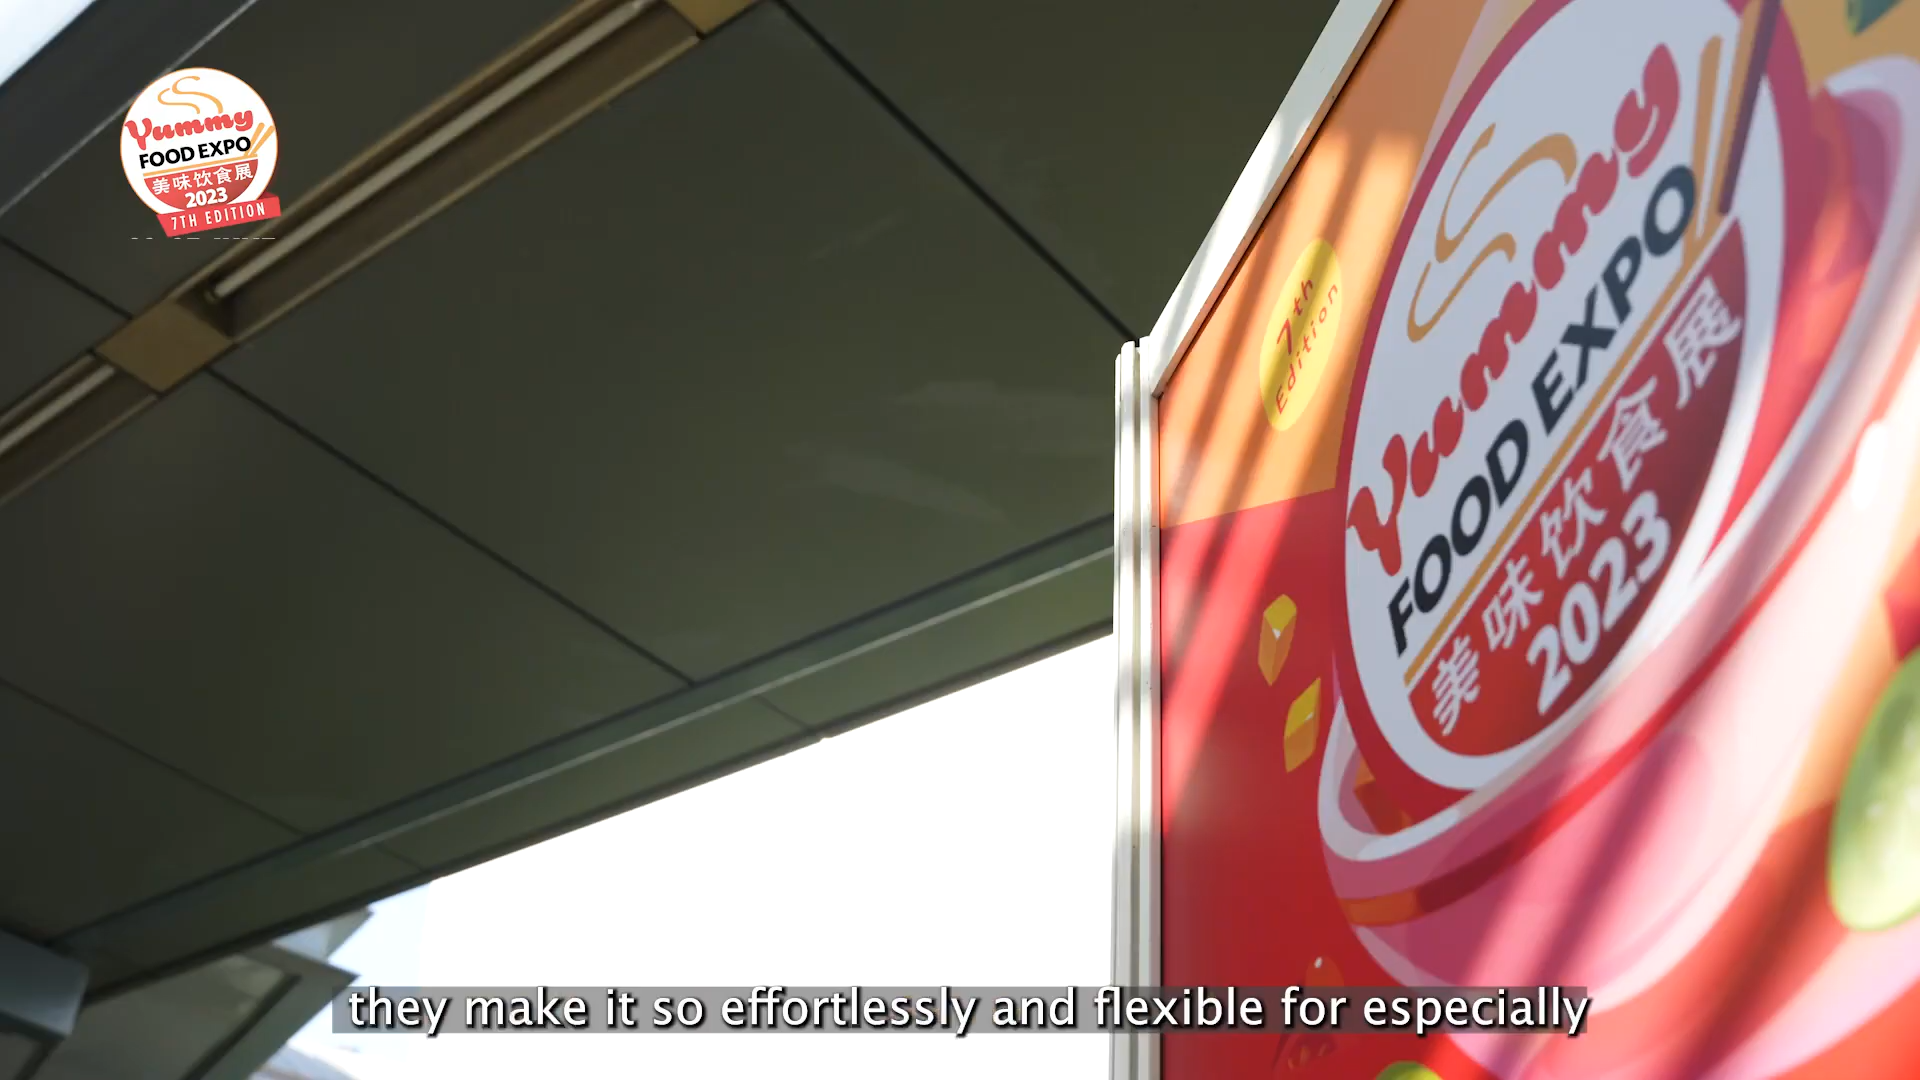 Yummy
FOOD EXPO
美味饮食展
2023
7TH EDITION
7th
Edition
Yummy
FOOD EXPO
美味饮食展
2023
they make it so effortlessly and flexible for especially